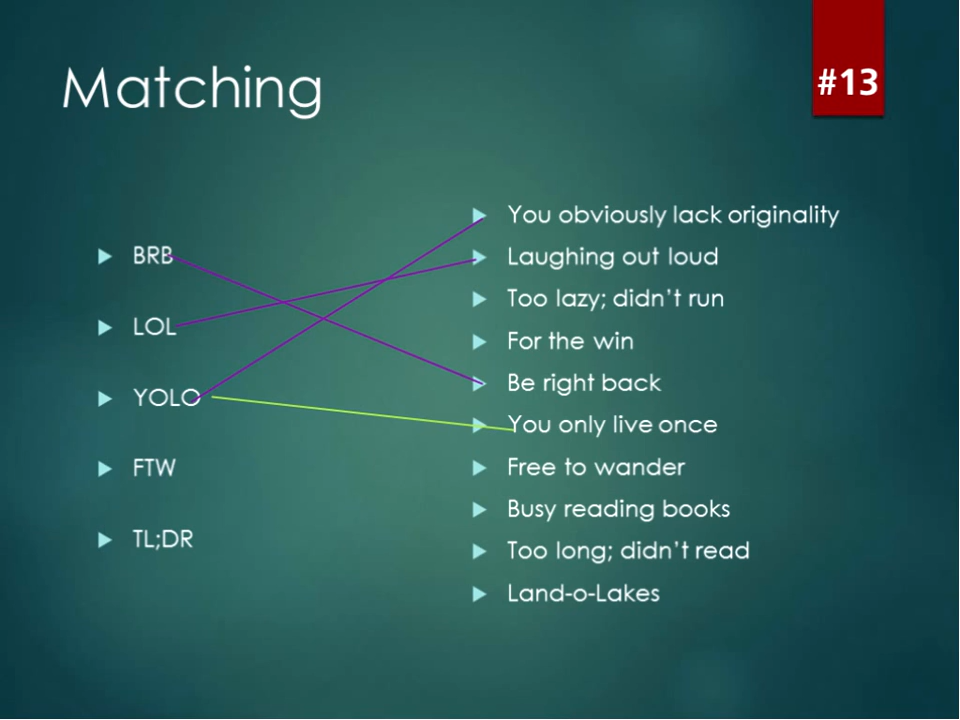 Matching
#13
BRB
LOL
YOLO
FTW
TL;DR
You obviously lack originality
Laughing out loud
Too lazy; didn't run
For the win
Be right back
You only live once
Free to wander
Busy reading books
Too long; didn't read
Land-o-Lakes